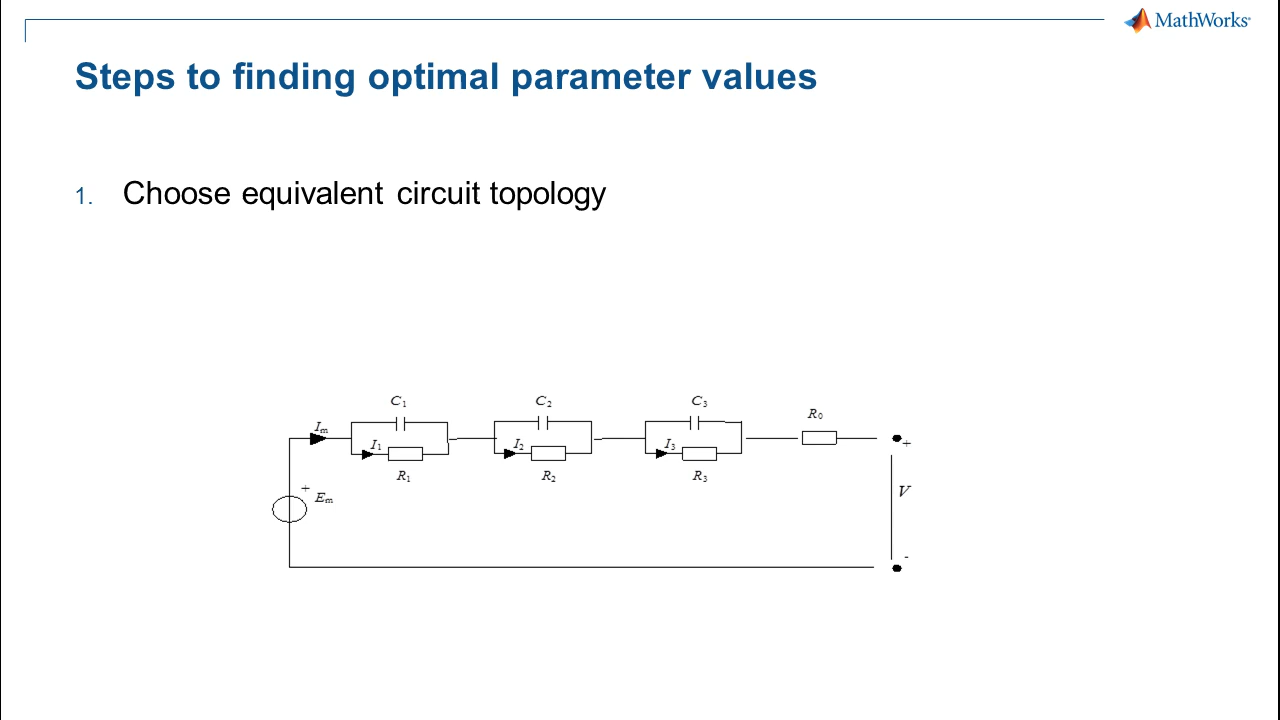 MathWorks®
Steps to finding optimal parameter values
1. Choose equivalent circuit topology
C1 C2 C3 R0
Im I1 I2 I3 +
R1 R2 R3
+ Em V
-